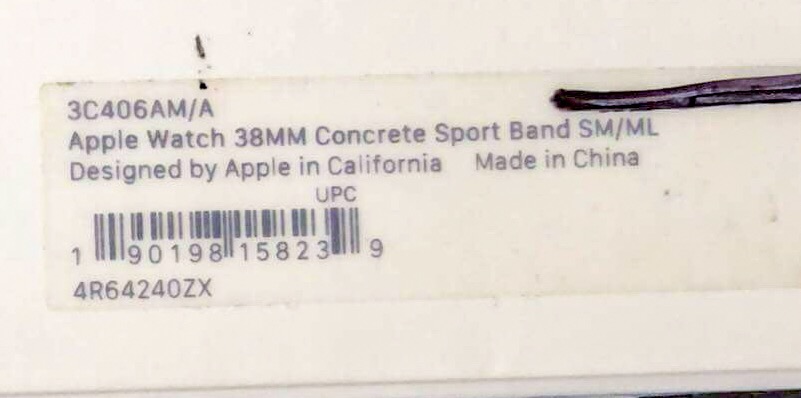 3C406AM/A
Apple Watch 38MM Concrete Sport Band SM/ML
Designed by Apple in California Made in China
UPC
1 90198 15823 9
4R64240ZX